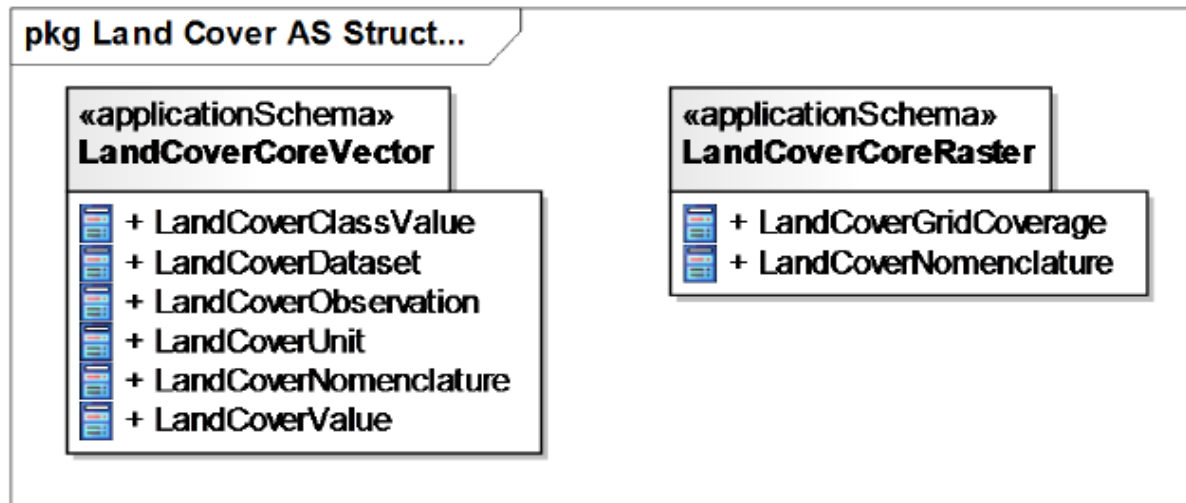 pkg Land Cover AS Struct...
«applicationSchema»
LandCoverCoreVector
+ LandCoverClassValue
+ LandCoverDataset
+ LandCoverObservation
+ LandCoverUnit
+ LandCoverNomenclature
+ LandCoverValue
«applicationSchema»
LandCoverCoreRaster
+ LandCoverGridCoverage
+ LandCoverNomenclature